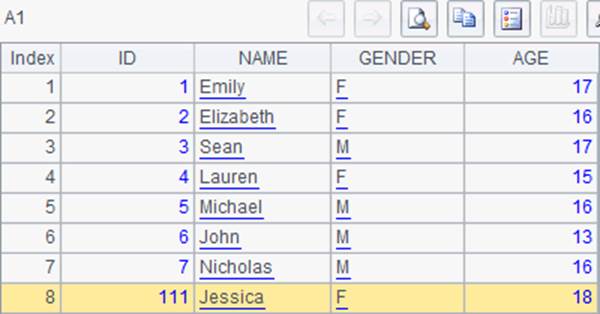 A1
Index ID NAME GENDER AGE
1 1 Emily F 17
2 2 Elizabeth F 16
3 3 Sean M 17
4 4 Lauren F 15
5 5 Michael M 16
6 6 John M 13
7 7 Nicholas M 16
8 111 Jessica F 18